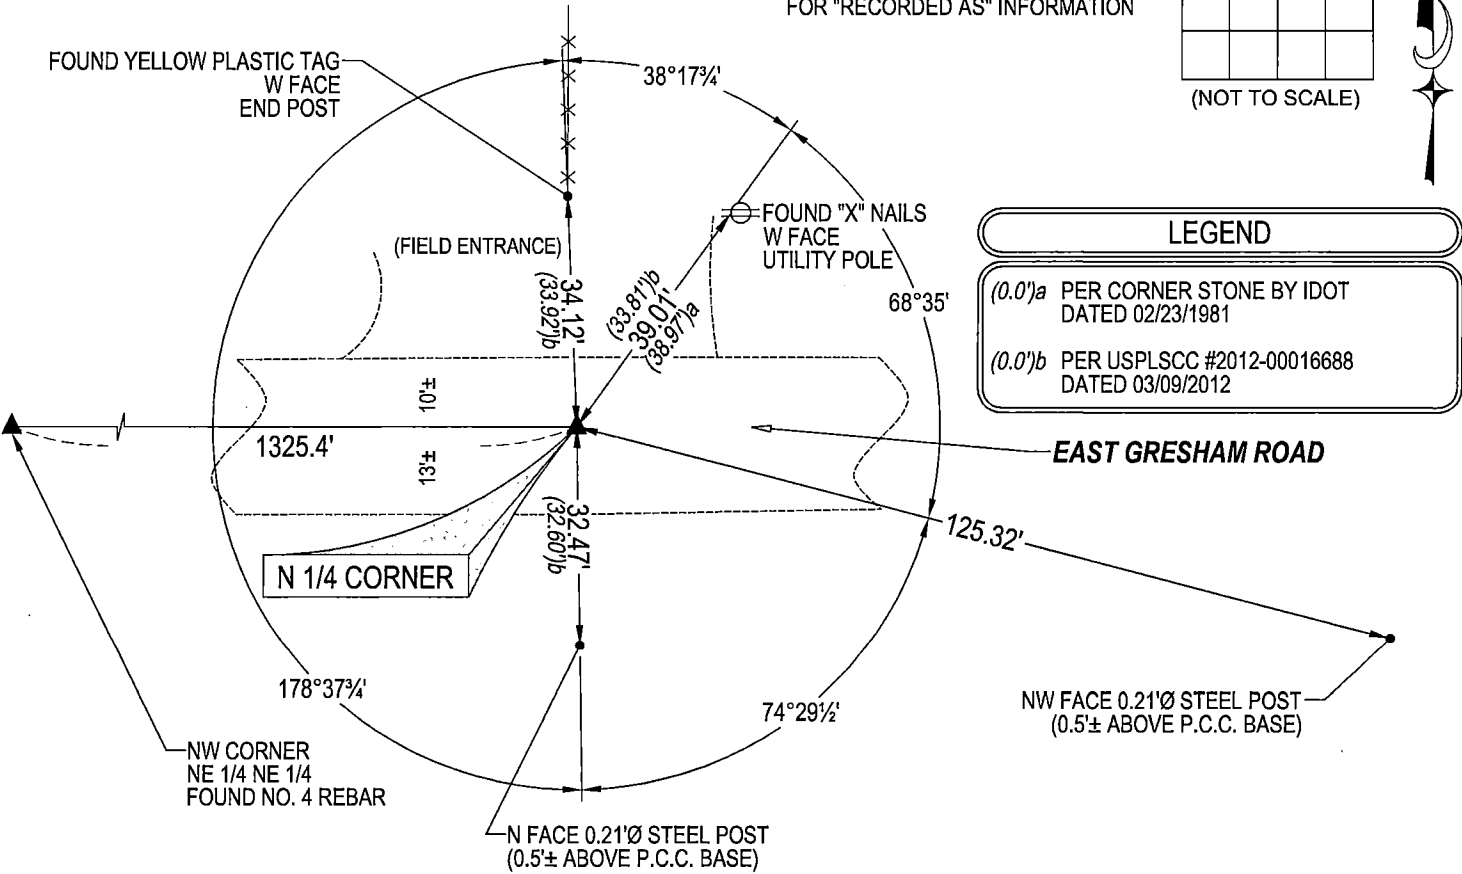 FOR "RECORDED AS" INFORMATION
(NOT TO SCALE)
FOUND YELLOW PLASTIC TAG
W FACE
END POST
38°17¾'
FOUND "X" NAILS
W FACE
UTILITY POLE
(FIELD ENTRANCE)
34.12'
(33.92')b
(33.81')b
39.01'
(38.97')a
68°35'
LEGEND
(0.0')a PER CORNER STONE BY IDOT
DATED 02/23/1981
(0.0')b PER USPLSCC #2012-00016688
DATED 03/09/2012
10'±
13'±
1325.4'
EAST GRESHAM ROAD
32.47'
(32.60')b
125.32'
N 1/4 CORNER
178°37¾'
74°29½'
NW FACE 0.21'Ø STEEL POST
(0.5'± ABOVE P.C.C. BASE)
NW CORNER
NE 1/4 NE 1/4
FOUND NO. 4 REBAR
N FACE 0.21'Ø STEEL POST
(0.5'± ABOVE P.C.C. BASE)